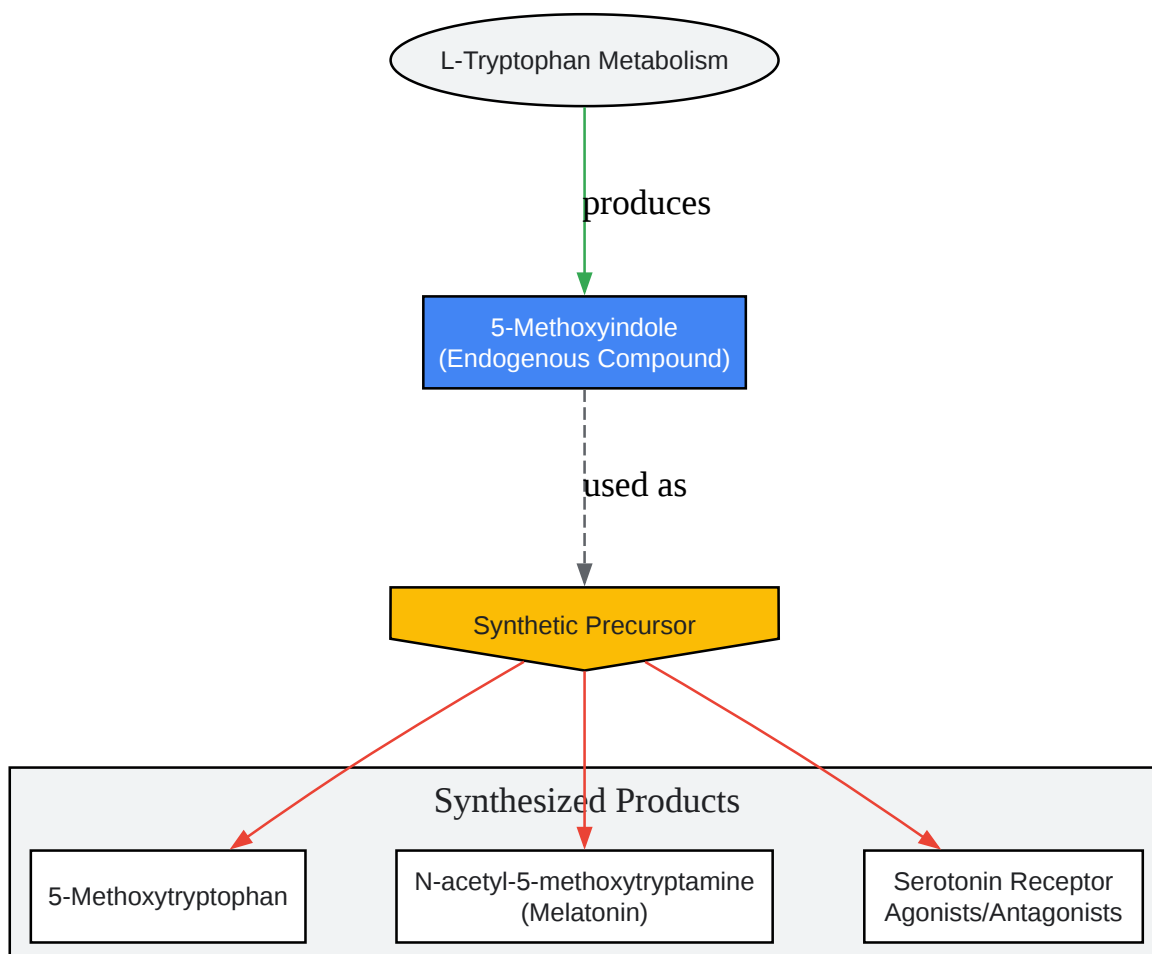 L-Tryptophan Metabolism
produces
5-Methoxyindole
(Endogenous Compound)
used as
Synthetic Precursor
Synthesized Products
5-Methoxytryptophan
N-acetyl-5-methoxytryptamine
(Melatonin)
Serotonin Receptor
Agonists/Antagonists